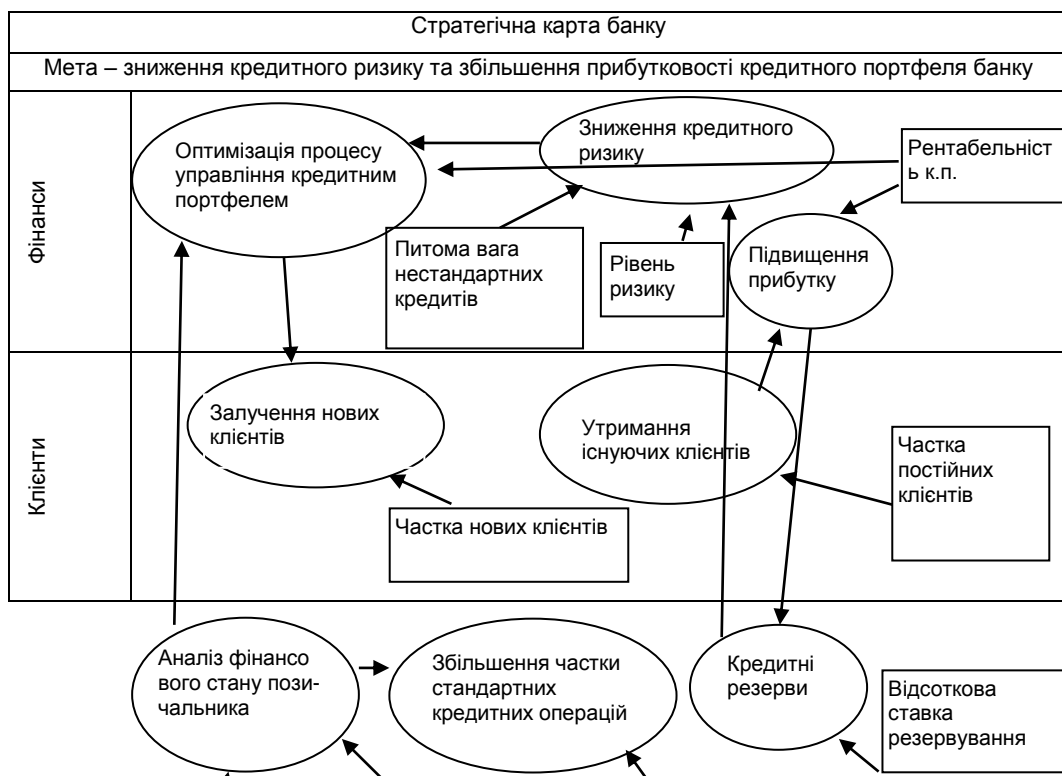 Стратегічна карта банку
Мета – зниження кредитного ризику та збільшення прибутковості кредитного портфеля банку
Фінанси
Оптимізація процесу
управління кредитним
портфелем
Зниження кредитного
ризику
Рентабельніст
ь к.п.
Питома вага
нестандартних
кредитів
Рівень
ризику
Підвищення
прибутку
Клієнти
Залучення нових
клієнтів
Утримання
існуючих клієнтів
Частка
постійних
клієнтів
Частка нових клієнтів
Аналіз фінансо
вого стану пози-
чальника
Збільшення частки
стандартних
кредитних операцій
Кредитні
резерви
Відсоткова
ставка
резервування